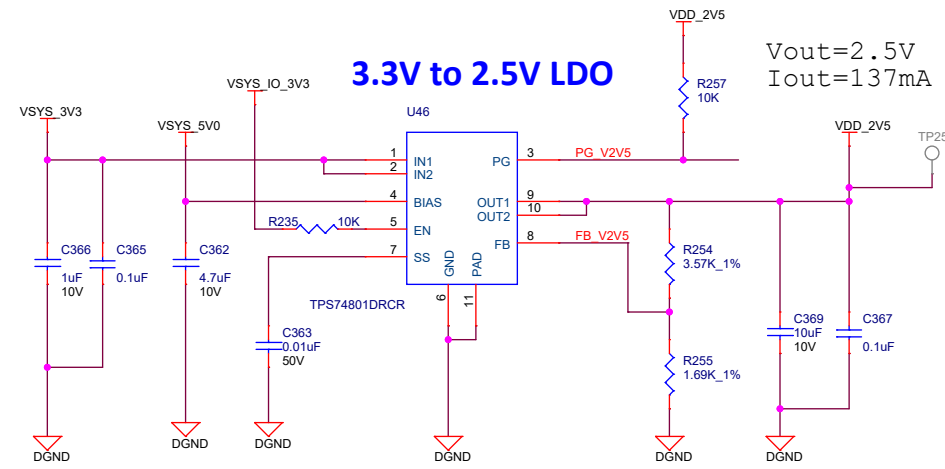 VDD_2V5
Vout=2.5V
Iout=137mA
3.3V to 2.5V LDO
VSYS_IO_3V3
R257
10K
VSYS_3V3
U46
VSYS_5V0
VDD_2V5
TP25
1
IN1
PG
3
PG_V2V5
2
IN2
4
BIAS
OUT1
9
OUT2
10
R235
10K
5
EN
FB
8
FB_V2V5
7
SS
GND
PAD
6
11
C366
1uF
10V
C365
0.1uF
C362
4.7uF
10V
R254
3.57K_1%
TPS74801DRCR
C363
0.01uF
50V
C369
10uF
10V
C367
0.1uF
R255
1.69K_1%
DGND
DGND
DGND
DGND
DGND
DGND